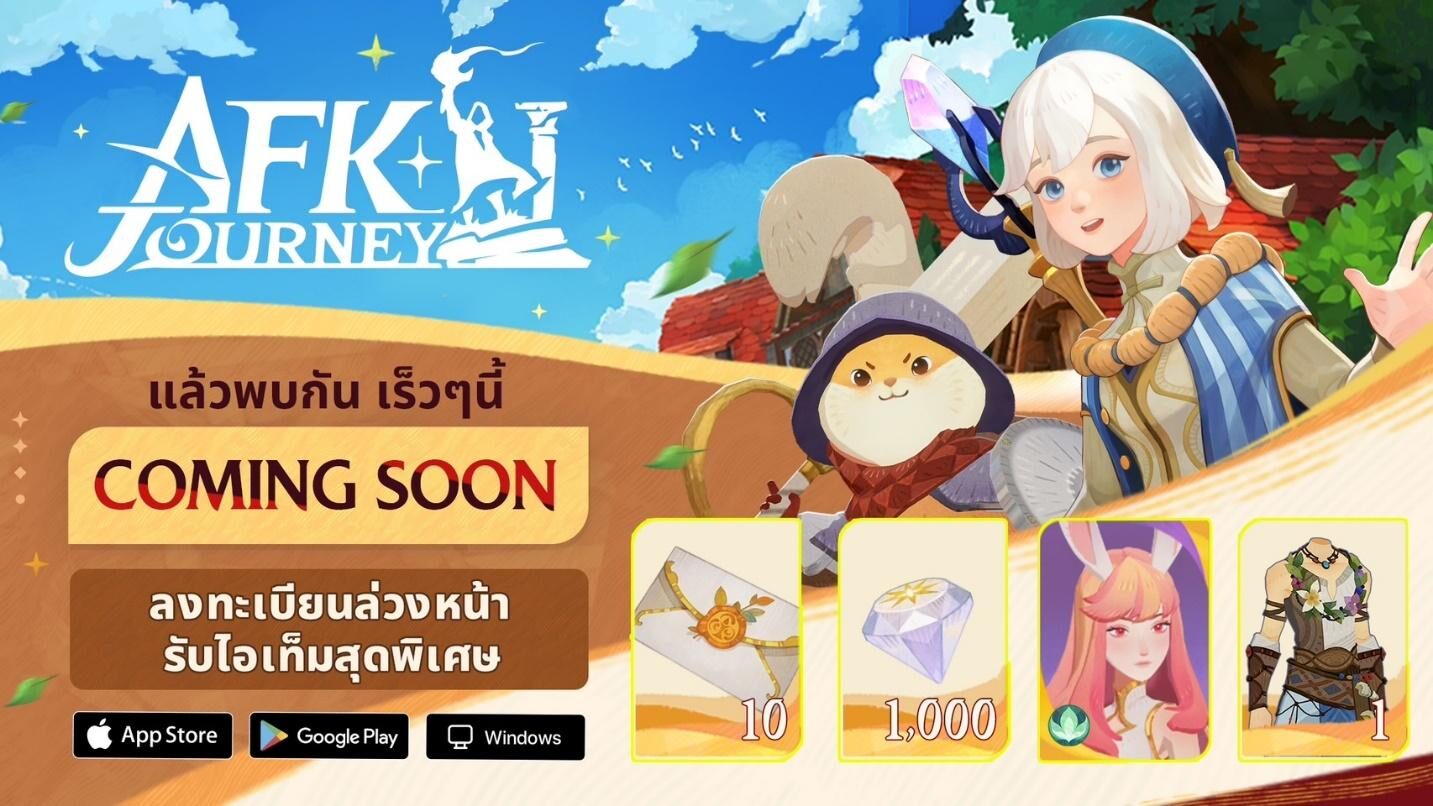 AFK
JOURNEY
แล้วพบกัน เร็วๆนี้
COMING SOON
ลงทะเบียนล่วงหน้า
รับไอเท็มสุดพิเศษ
App Store
Google Play
Windows
10
1,000
1